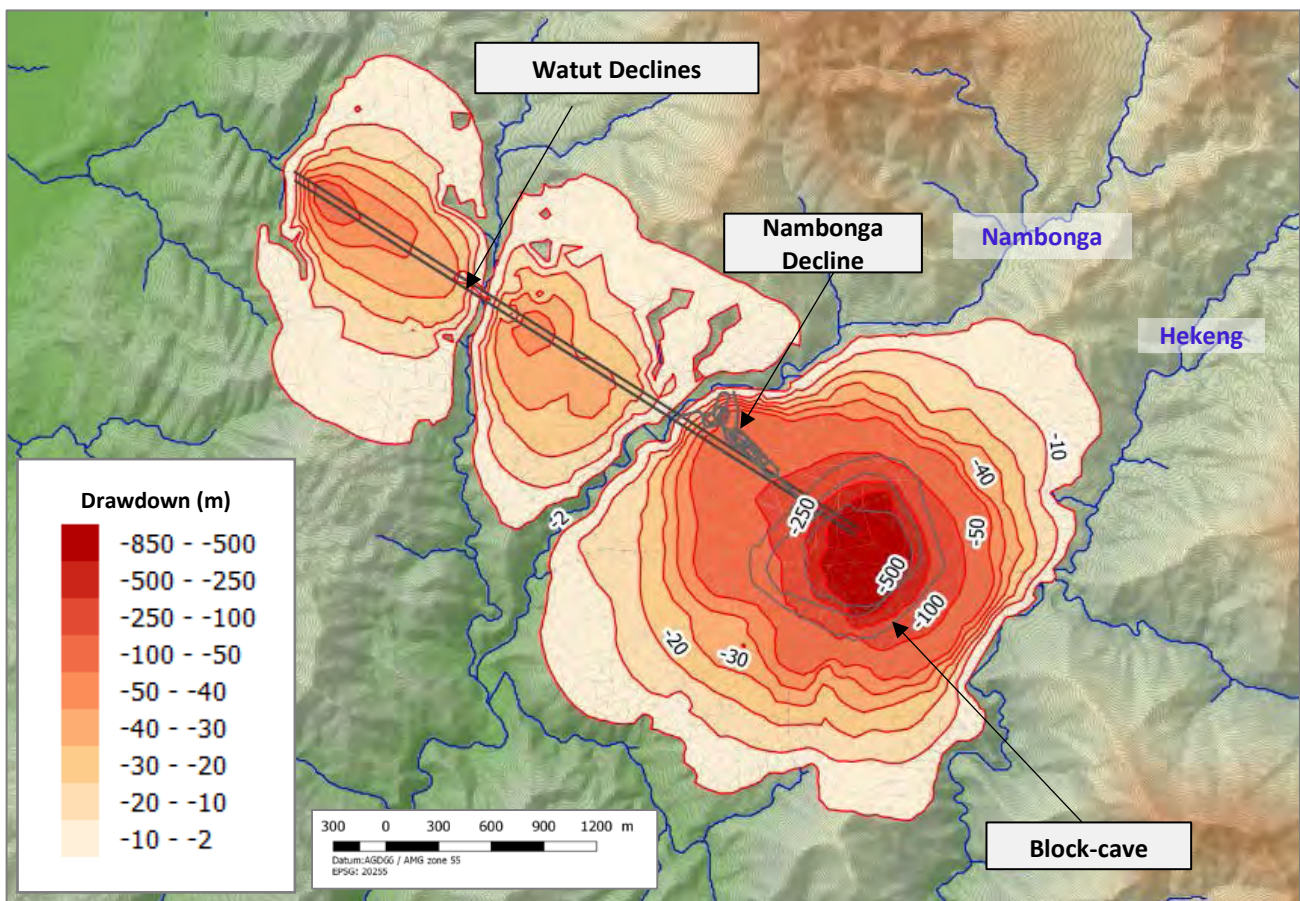 Watut Declines
Nambonga
Decline
Nambonga
Hekeng
-10
-40
-250
-50
-2
-500
-100
-20
-30
Drawdown (m)
-850 - -500
-500 - -250
-250 - -100
-100 - -50
-50 - -40
-40 - -30
-30 - -20
-20 - -10
-10 - -2
300 0 300 600 900 1200 m
Datum:AGD66 / AMG zone 55
EPSG: 20255
Block-cave